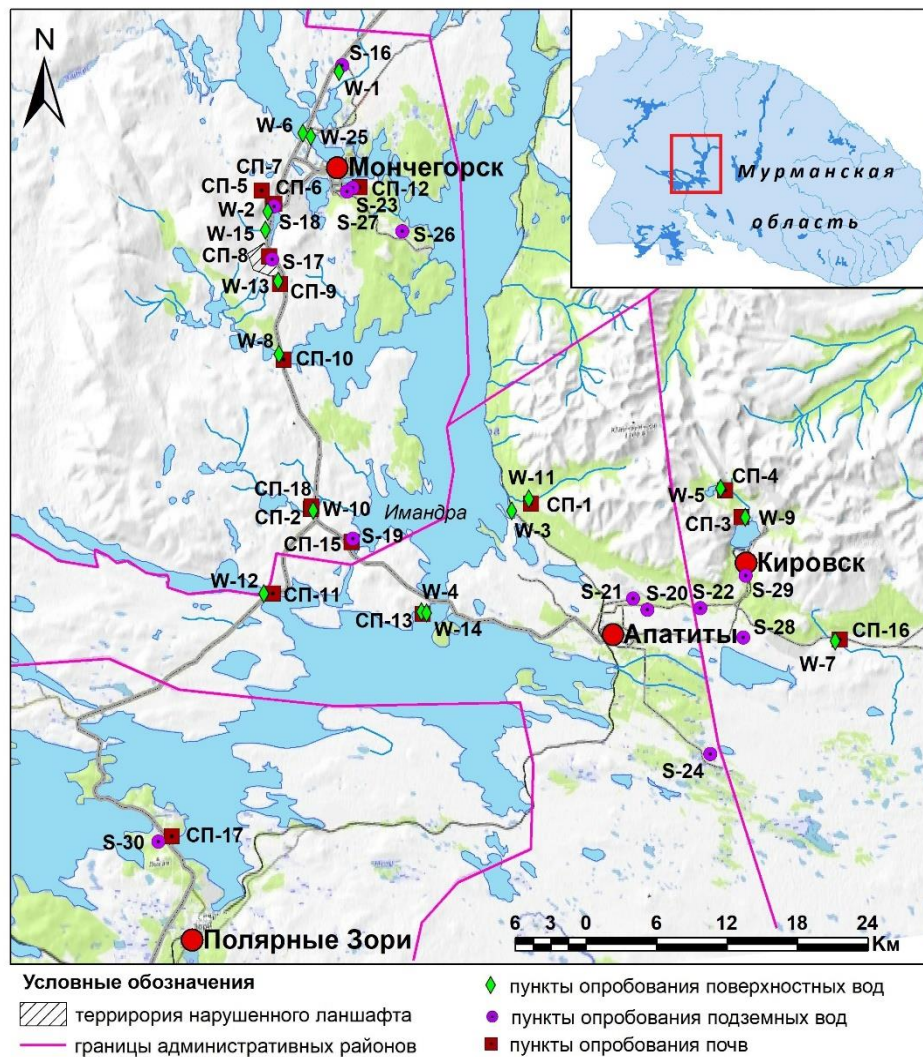 N
S-16
W-1
W-6
W-25
Мончегорск
СП-7
СП-5
СП-6
СП-12
W-2
S-23
S-18
S-27
W-15
S-26
СП-8
S-17
W-13
СП-9
W-8
СП-10
Мурманская
область
W-11
СП-4
W-5
СП-18
W-10
СП-1
СП-2
Имандра
W-3
СП-3
W-9
СП-15
S-19
Кировск
W-12
СП-11
W-4
S-21
S-20
S-22
S-29
СП-13
W-14
Апатиты
S-28
СП-16
W-7
S-24
СП-17
S-30
Полярные Зори
6 3 0 6 12 18 24
Км
Условные обозначения
террирория нарушенного ланшафта
границы административных районов
пункты опробования поверхностных вод
пункты опробования подземных вод
пункты опробования почв